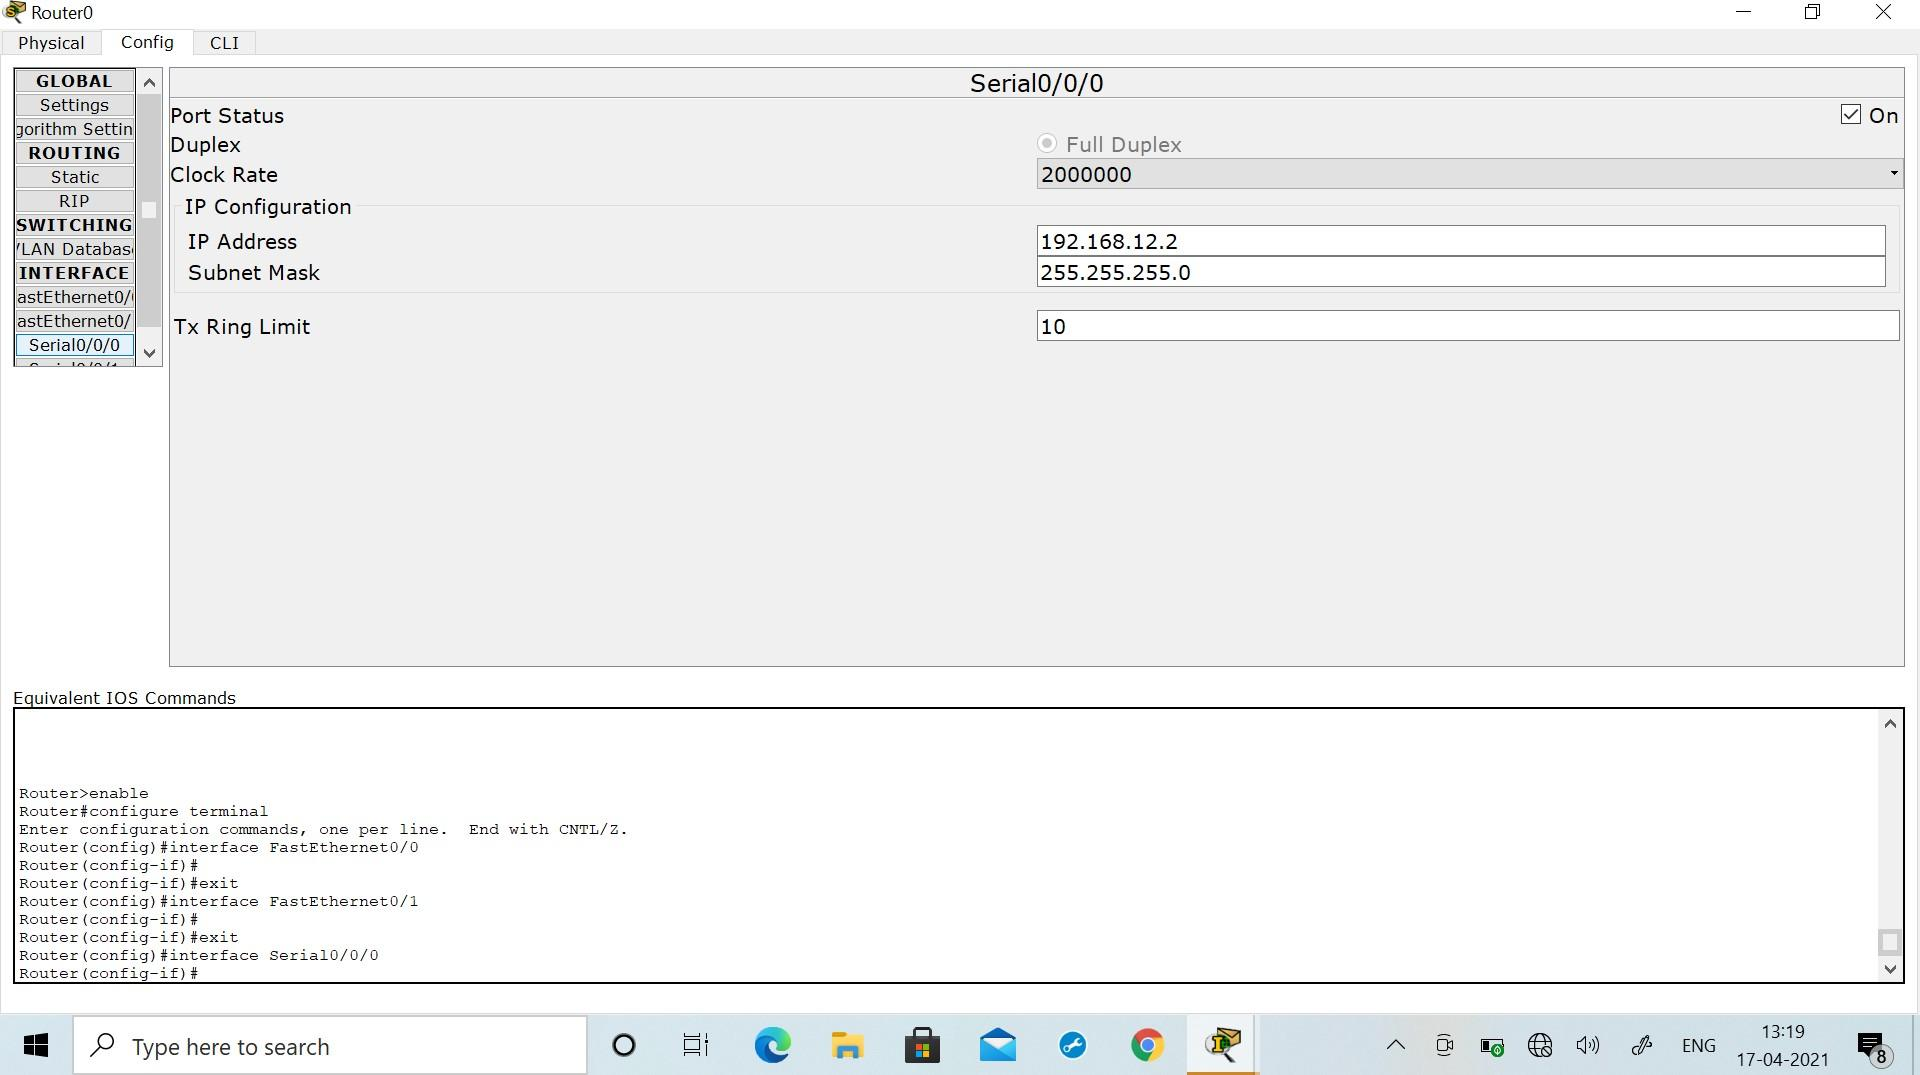 Router0
Physical
Config
CLI
GLOBAL
Settings
gorithm Settin
ROUTING
Static
RIP
SWITCHING
LAN Databas
INTERFACE
astEthernet0/
astEthernet0/
Serial0/0/0
Serial0/0/0
Port Status
On
Duplex
Full Duplex
Clock Rate
2000000
IP Configuration
IP Address
192.168.12.2
Subnet Mask
255.255.255.0
Tx Ring Limit
10
Equivalent IOS Commands
Router>enable
Router#configure terminal
Enter configuration commands, one per line.  End with CNTL/Z.
Router(config)#interface FastEthernet0/0
Router(config-if)#
Router(config-if)#exit
Router(config)#interface FastEthernet0/1
Router(config-if)#
Router(config-if)#exit
Router(config)#interface Serial0/0/0
Router(config-if)#
Type here to search
ENG
13:19
17-04-2021
8